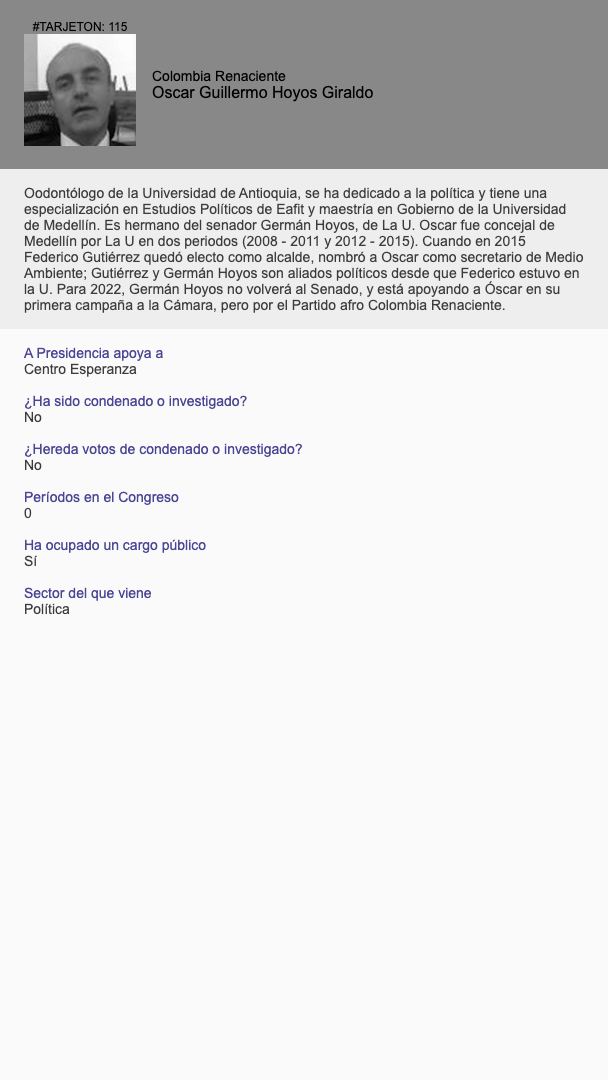 #TARJETON: 115
Colombia Renaciente
Oscar Guillermo Hoyos Giraldo
Oodontólogo de la Universidad de Antioquia, se ha dedicado a la política y tiene una
especialización en Estudios Políticos de Eafit y maestría en Gobierno de la Universidad
de Medellín. Es hermano del senador Germán Hoyos, de La U. Oscar fue concejal de
Medellín por La U en dos periodos (2008 - 2011 y 2012 - 2015). Cuando en 2015
Federico Gutiérrez quedó electo como alcalde, nombró a Oscar como secretario de Medio
Ambiente; Gutiérrez y Germán Hoyos son aliados políticos desde que Federico estuvo en
la U. Para 2022, Germán Hoyos no volverá al Senado, y está apoyando a Óscar en su
primera campaña a la Cámara, pero por el Partido afro Colombia Renaciente.
A Presidencia apoya a
Centro Esperanza
¿Ha sido condenado o investigado?
No
¿Hereda votos de condenado o investigado?
No
Períodos en el Congreso
0
Ha ocupado un cargo público
Sí
Sector del que viene
Política